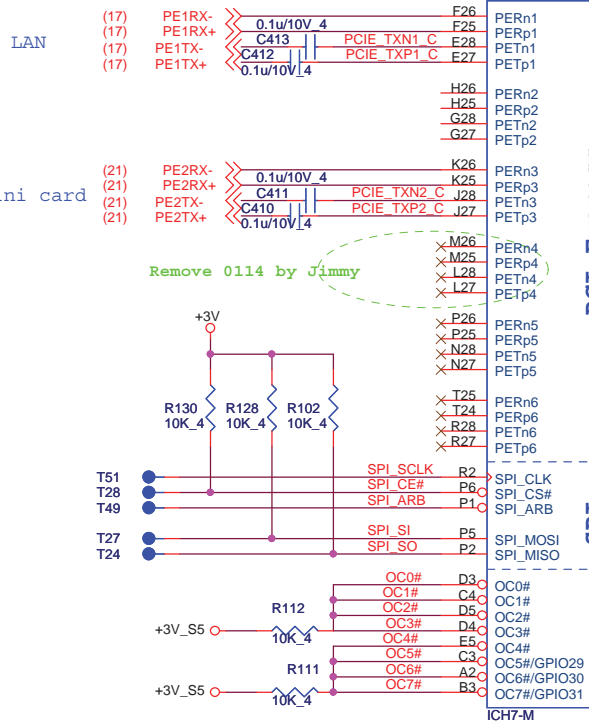 (17) PE1RX- F26 PERn1
(17) PE1RX+ 0.1u/10V_4 F25 PERp1
LAN (17) PE1TX- C413 PCIE_TXN1_C E28 PETn1
(17) PE1TX+ C412 PCIE_TXP1_C E27 PETp1
0.1u/10V_4
H26 PERn2
H25 PERp2
G28 PETn2
G27 PETp2
(21) PE2RX- K26 PERn3
(21) PE2RX+ 0.1u/10V_4 K25 PERp3
ni card (21) PE2TX- C411 PCIE_TXN2_C J28 PETn3
(21) PE2TX+ C410 PCIE_TXP2_C J27 PETp3
0.1u/10V_4
M26 PERn4
M25 PERp4
Remove 0114 by Jimmy L28 PETn4
L27 PETp4
+3V P26 PERn5
P25 PERp5
N28 PETn5
N27 PETp5
R130 R128 R102 T25 PERn6
10K_4 10K_4 10K_4 T24 PERp6
R28 PETn6
R27 PETp6
T51 SPI_SCLK R2 SPI_CLK
T28 SPI_CE# P6 SPI_CS#
T49 SPI_ARB P1 SPI_ARB
T27 SPI_SI P5 SPI_MOSI
T24 SPI_SO P2 SPI_MISO
OC0# D3 OC0#
OC1# C4 OC1#
R112 OC2# D5 OC2#
+3V_S5 10K_4 OC3# D4 OC3#
OC4# E5 OC4#
R111 OC5# C3 OC5#/GPIO29
OC6# A2 OC6#/GPIO30
+3V_S5 10K_4 OC7# B3 OC7#/GPIO31
ICH7-M